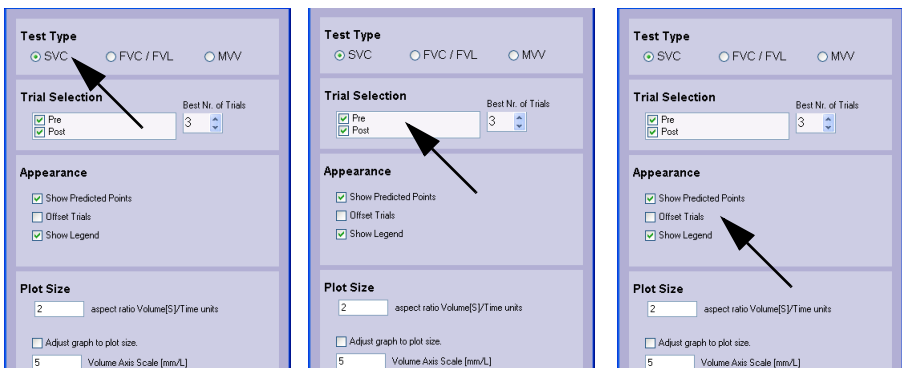 Test Type
SVC FVC / FVL MVV
Trial Selection
Best Nr. of Trials
Pre
Post
3
Appearance
Show Predicted Points
Offset Trials
Show Legend
Plot Size
2 aspect ratio Volume[S]/Time units
Adjust graph to plot size.
5 Volume Axis Scale [mm/L]
Test Type
SVC FVC / FVL MVV
Trial Selection
Best Nr. of Trials
Pre
Post
3
Appearance
Show Predicted Points
Offset Trials
Show Legend
Plot Size
2 aspect ratio Volume[S]/Time units
Adjust graph to plot size.
5 Volume Axis Scale [mm/L]
Test Type
SVC FVC / FVL MVV
Trial Selection
Best Nr. of Trials
Pre
Post
3
Appearance
Show Predicted Points
Offset Trials
Show Legend
Plot Size
2 aspect ratio Volume[S]/Time units
Adjust graph to plot size.
5 Volume Axis Scale [mm/L]